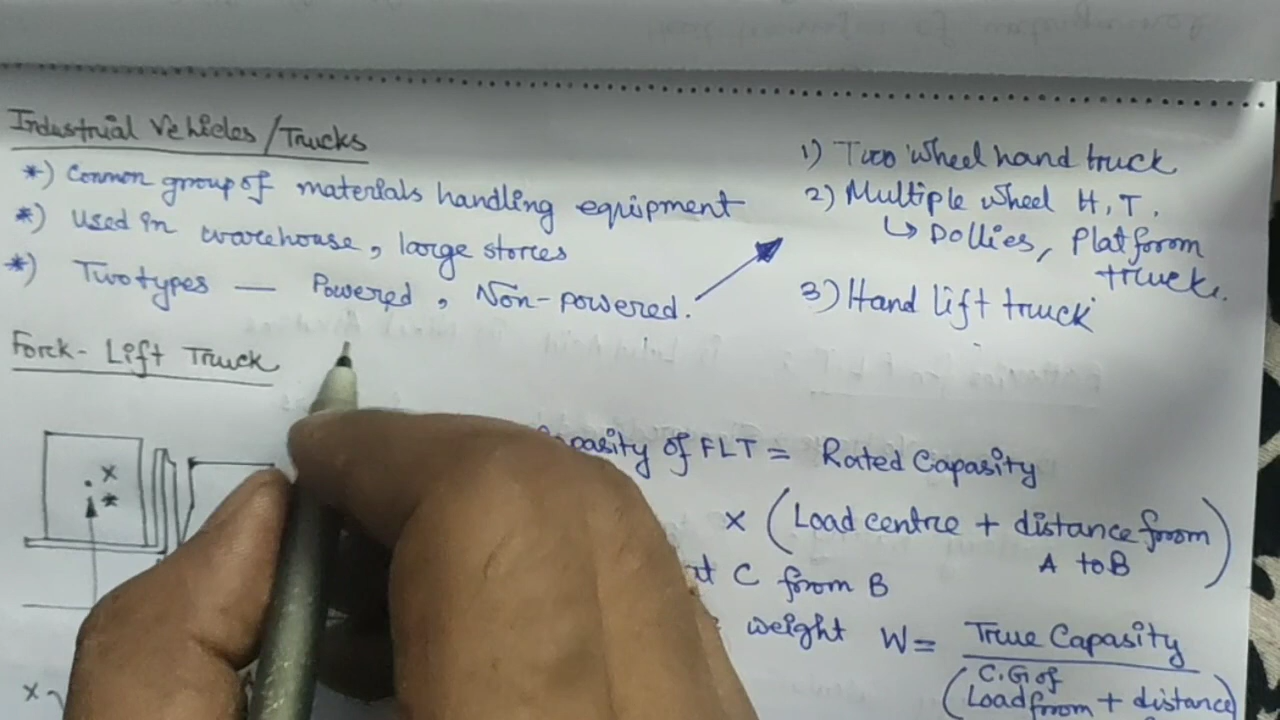 Industrial Vehicles/Trucks
*) Common group of materials handling equipment
*) Used in warehouse, large stores
*) Two types — Powered, Non-powered.
1) Two wheel hand truck
2) Multiple wheel H.T.
↳ Dollies, Platform
truck.
3) Hand lift truck
Fork-Lift Truck
x
*
x
of FLT = Rated Capasity
x (Load centre + distance from
A to B)
C from B
weight W = True Capasity
(C.G of
Load from + distance